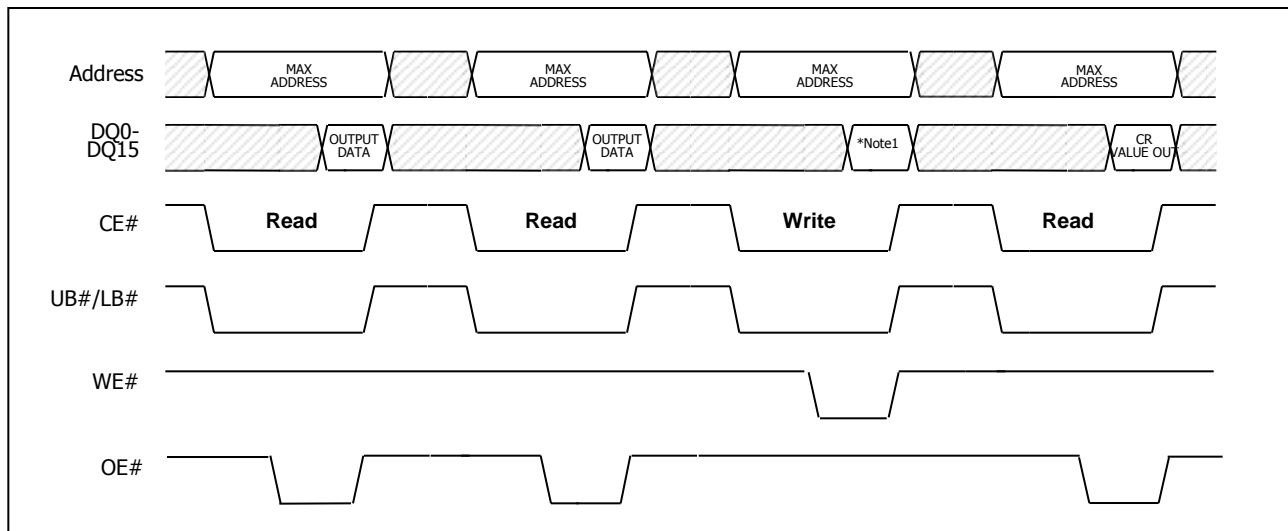 Address
MAX
ADDRESS
MAX
ADDRESS
MAX
ADDRESS
MAX
ADDRESS
DQ0-
DQ15
OUTPUT
DATA
OUTPUT
DATA
*Note1
CR
VALUE OUT
CE#
Read
Read
Write
Read
UB#/LB#
WE#
OE#